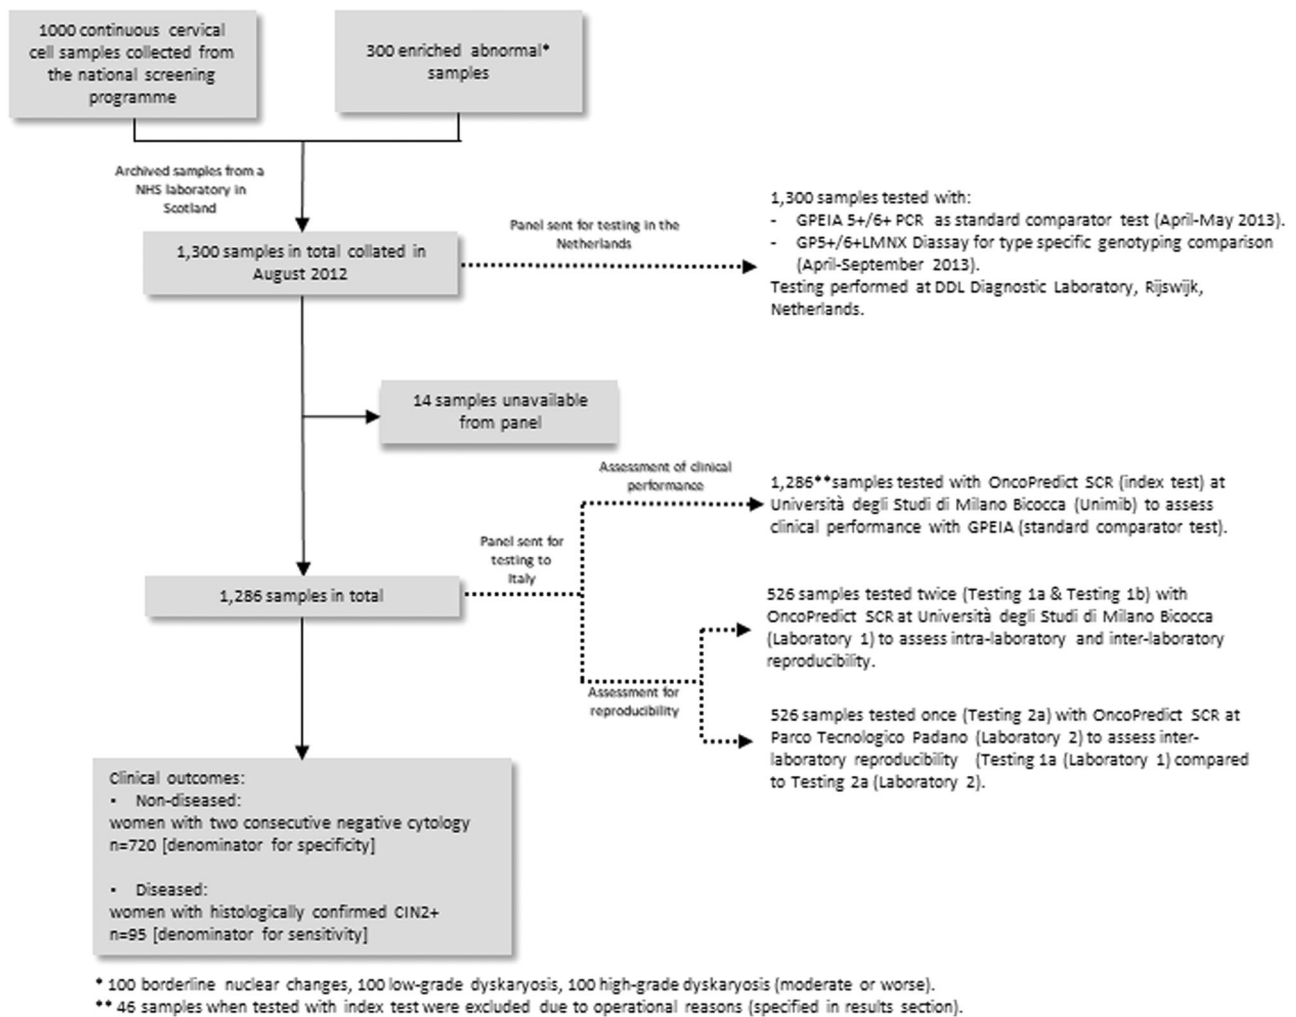 1000 continuous cervical
cell samples collected from
the national screening
programme
300 enriched abnormal*
samples
Archived samples from a
NHS laboratory in
Scotland
1,300 samples in total collated in
August 2012
Panel sent for testing in the
Netherlands
1,300 samples tested with:
- GPEIA 5+/6+ PCR as standard comparator test (April-May 2013).
- GP5+/6+LMNX Diassay for type specific genotyping comparison
(April-September 2013).
Testing performed at DDL Diagnostic Laboratory, Rijswijk,
Netherlands.
14 samples unavailable
from panel
Assessment of clinical
performance
1,286**samples tested with OncoPredict SCR (index test) at
Università degli Studi di Milano Bicocca (Unimib) to assess
clinical performance with GPEIA (standard comparator test).
Panel sent for
testing to
Italy
1,286 samples in total
526 samples tested twice (Testing 1a & Testing 1b) with
OncoPredict SCR at Università degli Studi di Milano Bicocca
(Laboratory 1) to assess intra-laboratory and inter-laboratory
reproducibility.
Assessment for
reproducibility
526 samples tested once (Testing 2a) with OncoPredict SCR at
Parco Tecnologico Padano (Laboratory 2) to assess inter-
laboratory reproducibility (Testing 1a (Laboratory 1) compared
to Testing 2a (Laboratory 2).
Clinical outcomes:
• Non-diseased:
women with two consecutive negative cytology
n=720 [denominator for specificity]
• Diseased:
women with histologically confirmed CIN2+
n=95 [denominator for sensitivity]
* 100 borderline nuclear changes, 100 low-grade dyskaryosis, 100 high-grade dyskaryosis (moderate or worse).
** 46 samples when tested with index test were excluded due to operational reasons (specified in results section).